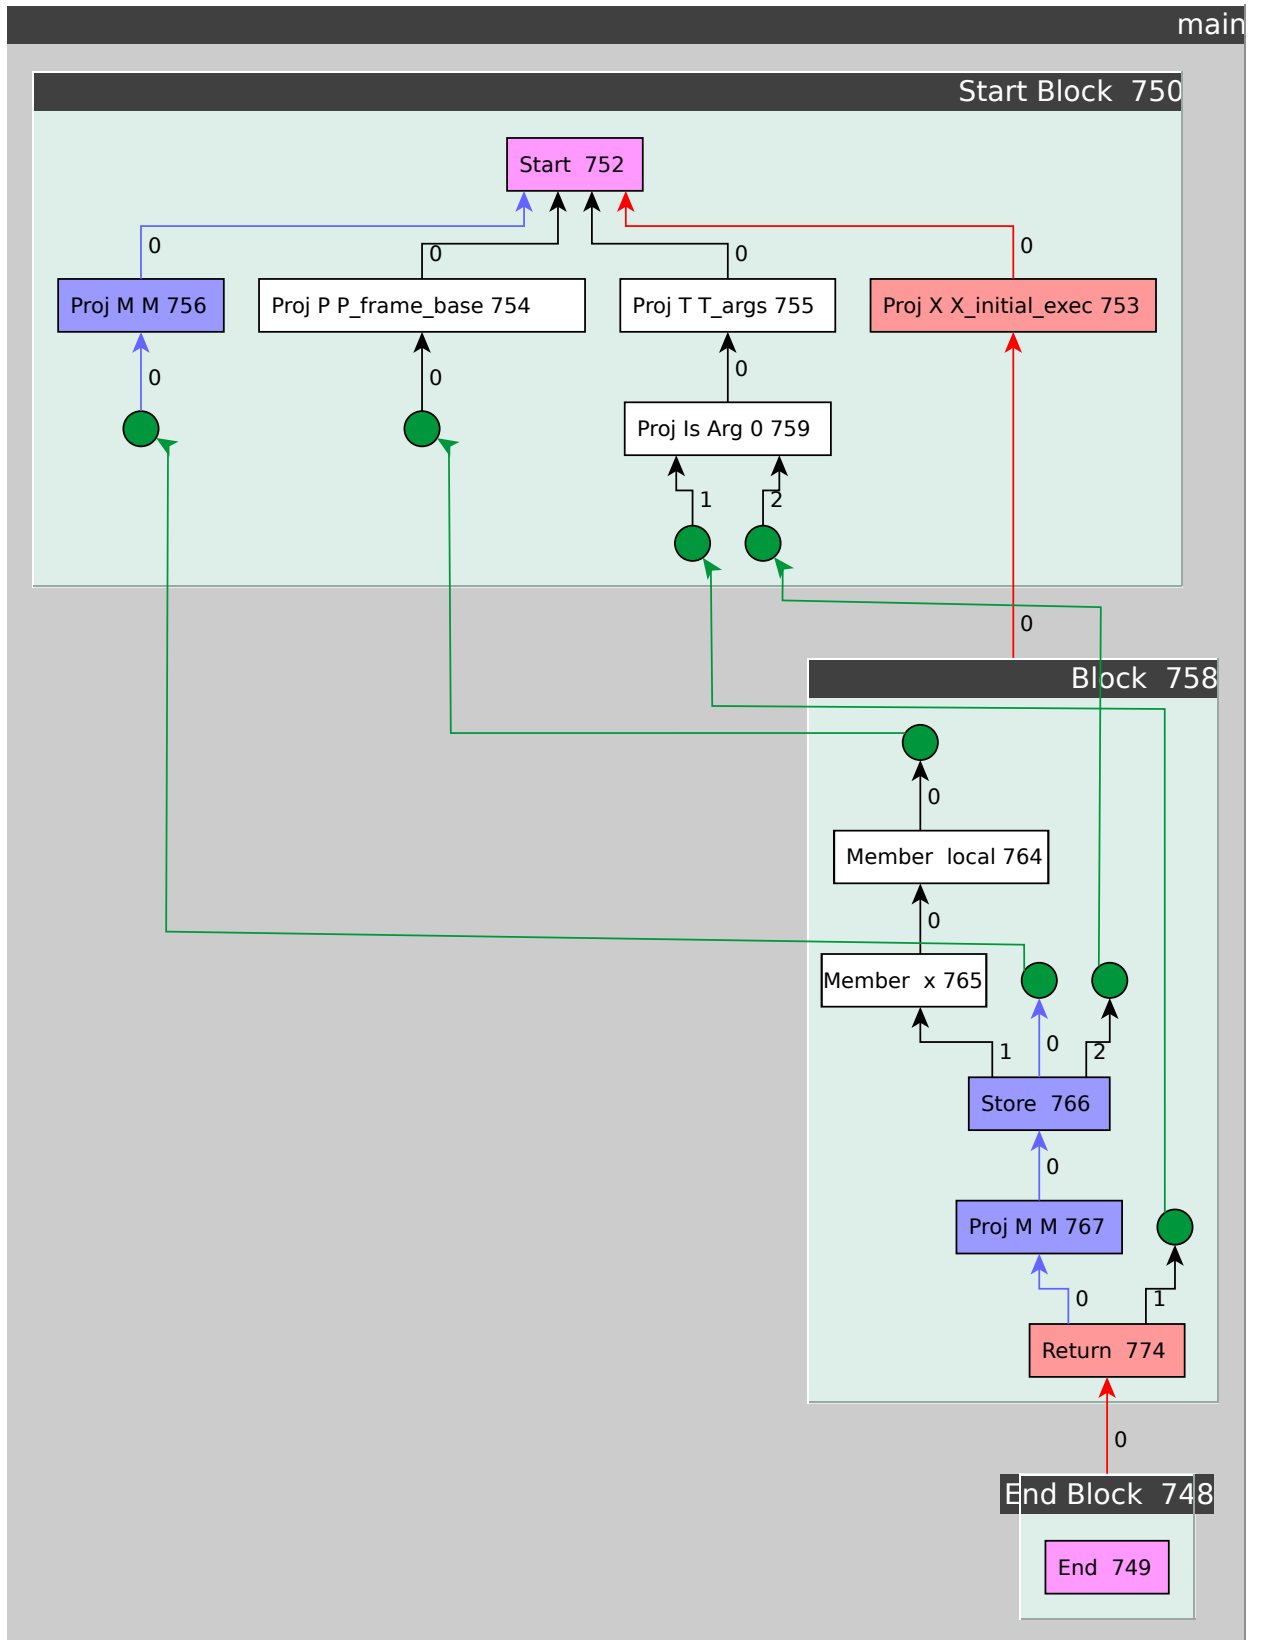 main
Start Block 750
Start 752
0
0
0
0
Proj M M 756
Proj P P_frame_base 754
Proj T T_args 755
Proj X X_initial_exec 753
0
0
0
Proj Is Arg 0 759
1
2
0
Block 758
0
Member local 764
0
Member x 765
1
0
2
Store 766
0
Proj M M 767
0
1
Return 774
0
End Block 748
End 749